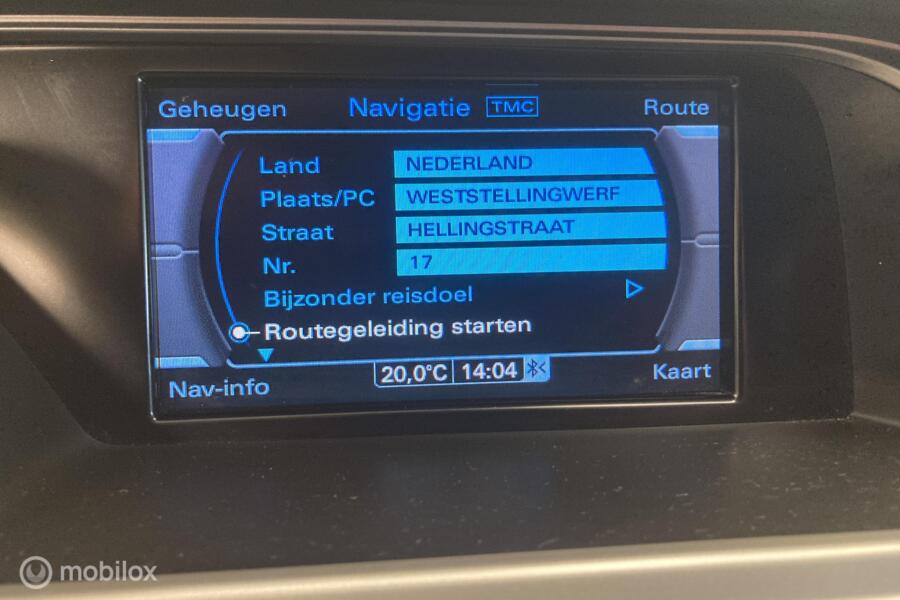 Geheugen Navigatie TMC Route
Land NEDERLAND
Plaats/PC WESTSTELLINGWERF
Straat HELLINGSTRAAT
Nr. 17
Bijzonder reisdoel
Routegeleiding starten
Nav-info 20,0°C 14:04 Kaart
mobilox